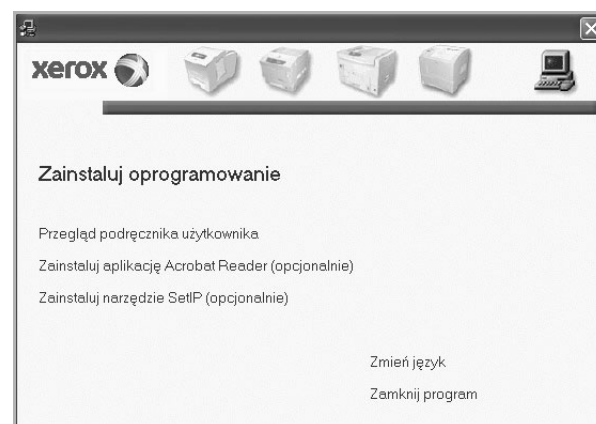 xerox
Zainstaluj oprogramowanie
Przegląd podręcznika użytkownika
Zainstaluj aplikację Acrobat Reader (opcjonalnie)
Zainstaluj narzędzie SetIP (opcjonalnie)
Zmień język
Zamknij program